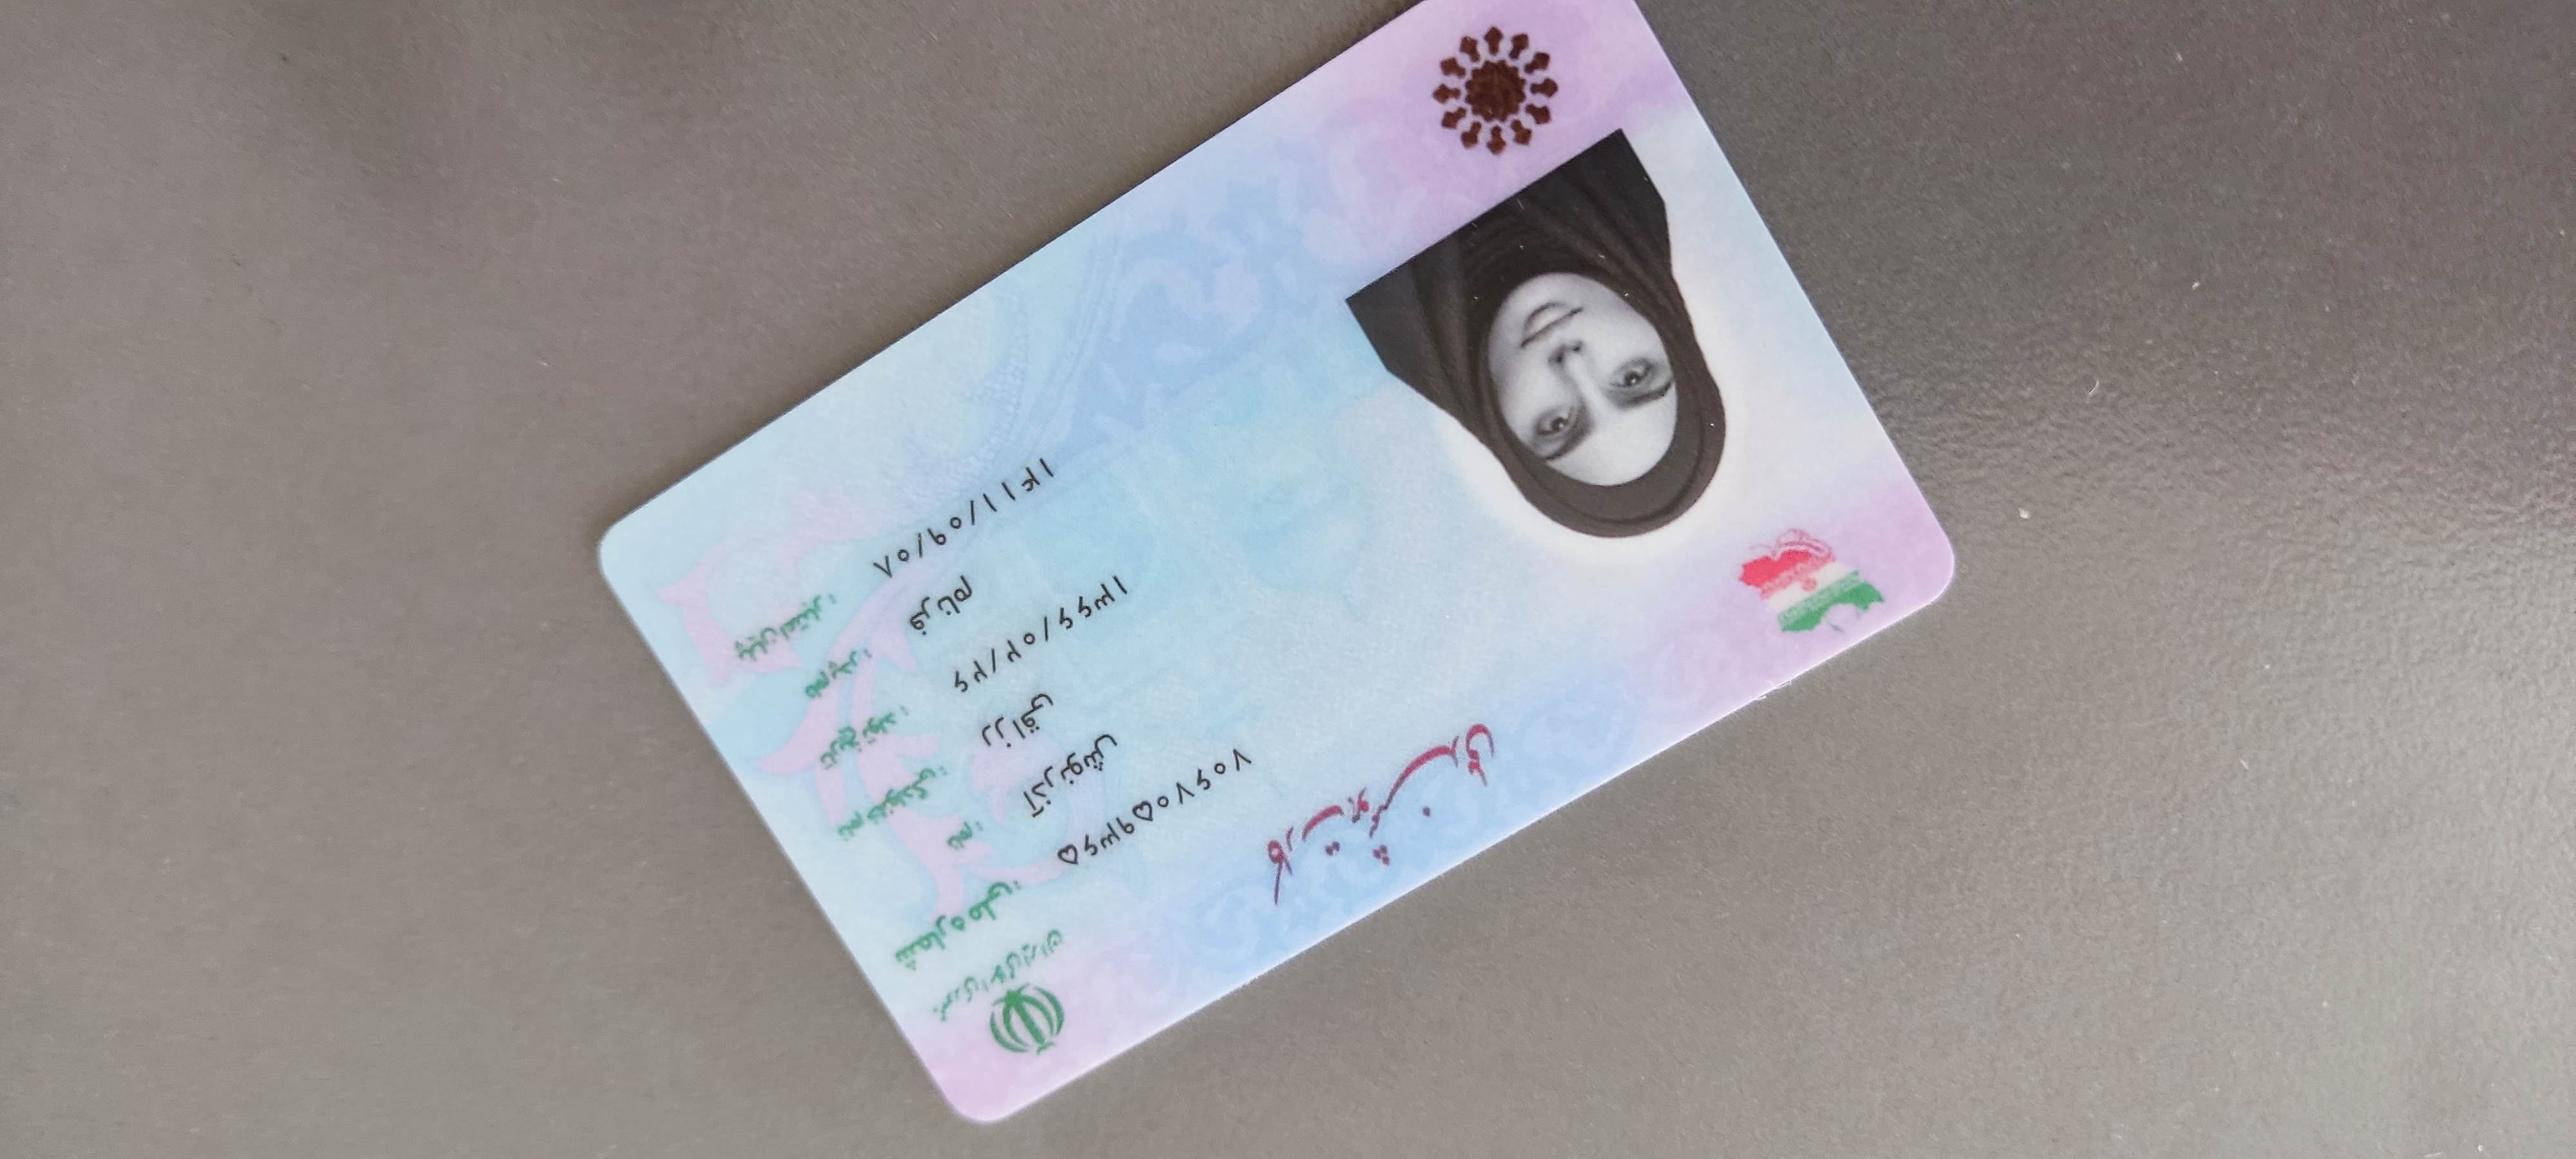 جمهوری اسلامی ایران
کارت هوشمند ملی
شماره ملی: ۷۰۶۷۰۵۹۳۶۵
نام: آذرنوش
نام خانوادگی: رزاقی
تاریخ تولد: ۱۳۶۶/۰۲/۲۶
نام پدر: فرنام
پایان اعتبار: ۱۴۱۱/۰۹/۰۸